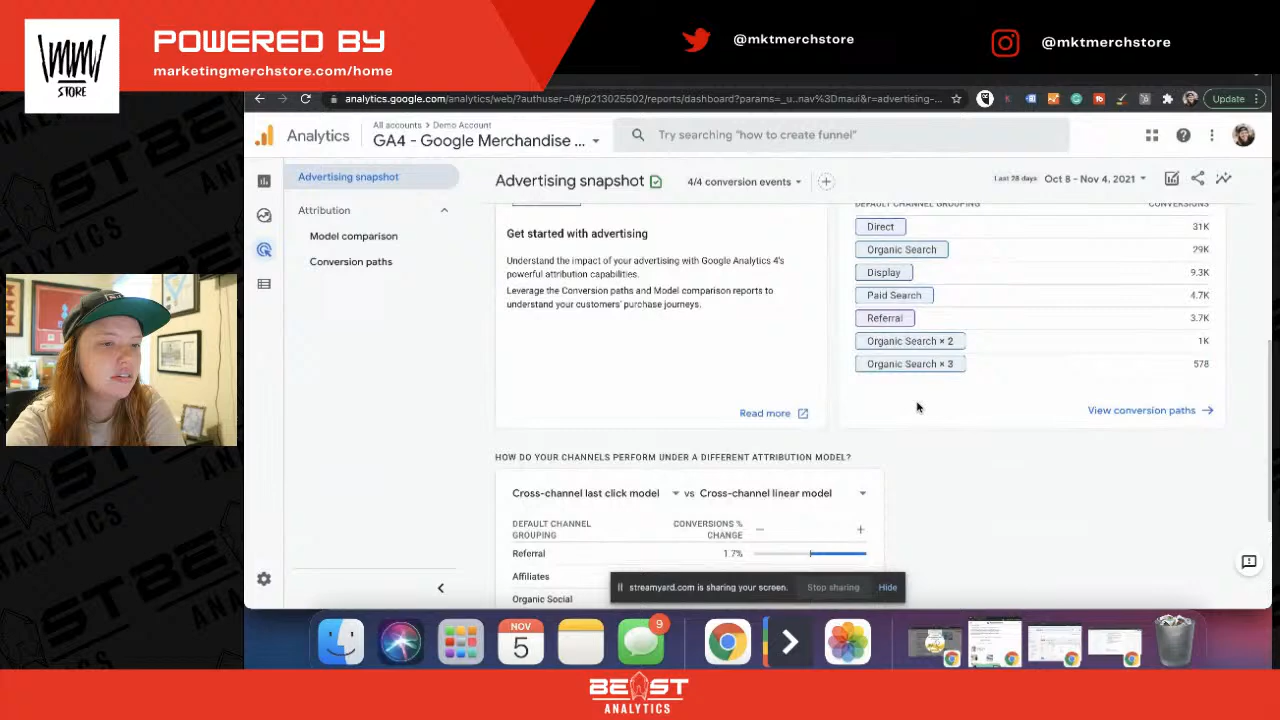 MM
STORE
POWERED BY
marketingmerchstore.com/home
@mktmerchstore
@mktmerchstore
analytics.google.com/analytics/web/?authuser=0#/p213025502/reports/dashboard?params=_u..nav%3Dmaui&r=advertising-...
Update
Analytics
All accounts > Demo Account
GA4 - Google Merchandise ...
Try searching "how to create funnel"
Advertising snapshot
Attribution
Model comparison
Conversion paths
Advertising snapshot
4/4 conversion events
Last 28 days Oct 8 - Nov 4, 2021
DEFAULT CHANNEL GROUPING CONVERSIONS
Get started with advertising
Understand the impact of your advertising with Google Analytics 4's
powerful attribution capabilities.
Leverage the Conversion paths and Model comparison reports to
understand your customers' purchase journeys.
Read more
Direct 31K
Organic Search 29K
Display 9.3K
Paid Search 4.7K
Referral 3.7K
Organic Search × 2 1K
Organic Search × 3 578
View conversion paths
HOW DO YOUR CHANNELS PERFORM UNDER A DIFFERENT ATTRIBUTION MODEL?
Cross-channel last click model vs Cross-channel linear model
DEFAULT CHANNEL
GROUPING
CONVERSIONS %
CHANGE
Referral 1.7%
Affiliates
Organic Social
streamyard.com is sharing your screen. Stop sharing Hide
NOV
5
9
BEAST
ANALYTICS